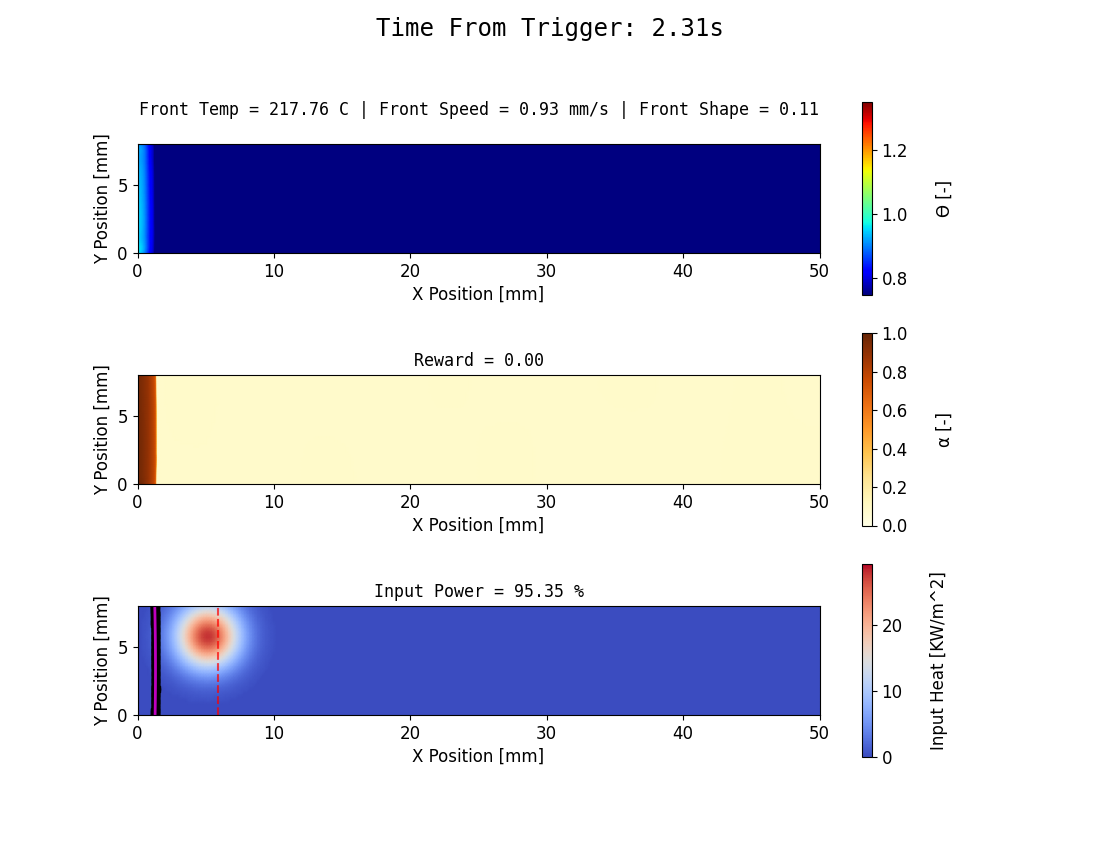 Time From Trigger: 2.31s
Front Temp = 217.76 C | Front Speed = 0.93 mm/s | Front Shape = 0.11
Y Position [mm]
5
0
0 10 20 30 40 50
X Position [mm]
1.2
1.0
0.8
Θ [-]
Reward = 0.00
Y Position [mm]
5
0
0 10 20 30 40 50
X Position [mm]
1.0
0.8
0.6
0.4
0.2
0.0
α [-]
Input Power = 95.35 %
Y Position [mm]
5
0
0 10 20 30 40 50
X Position [mm]
20
10
0
Input Heat [KW/m^2]